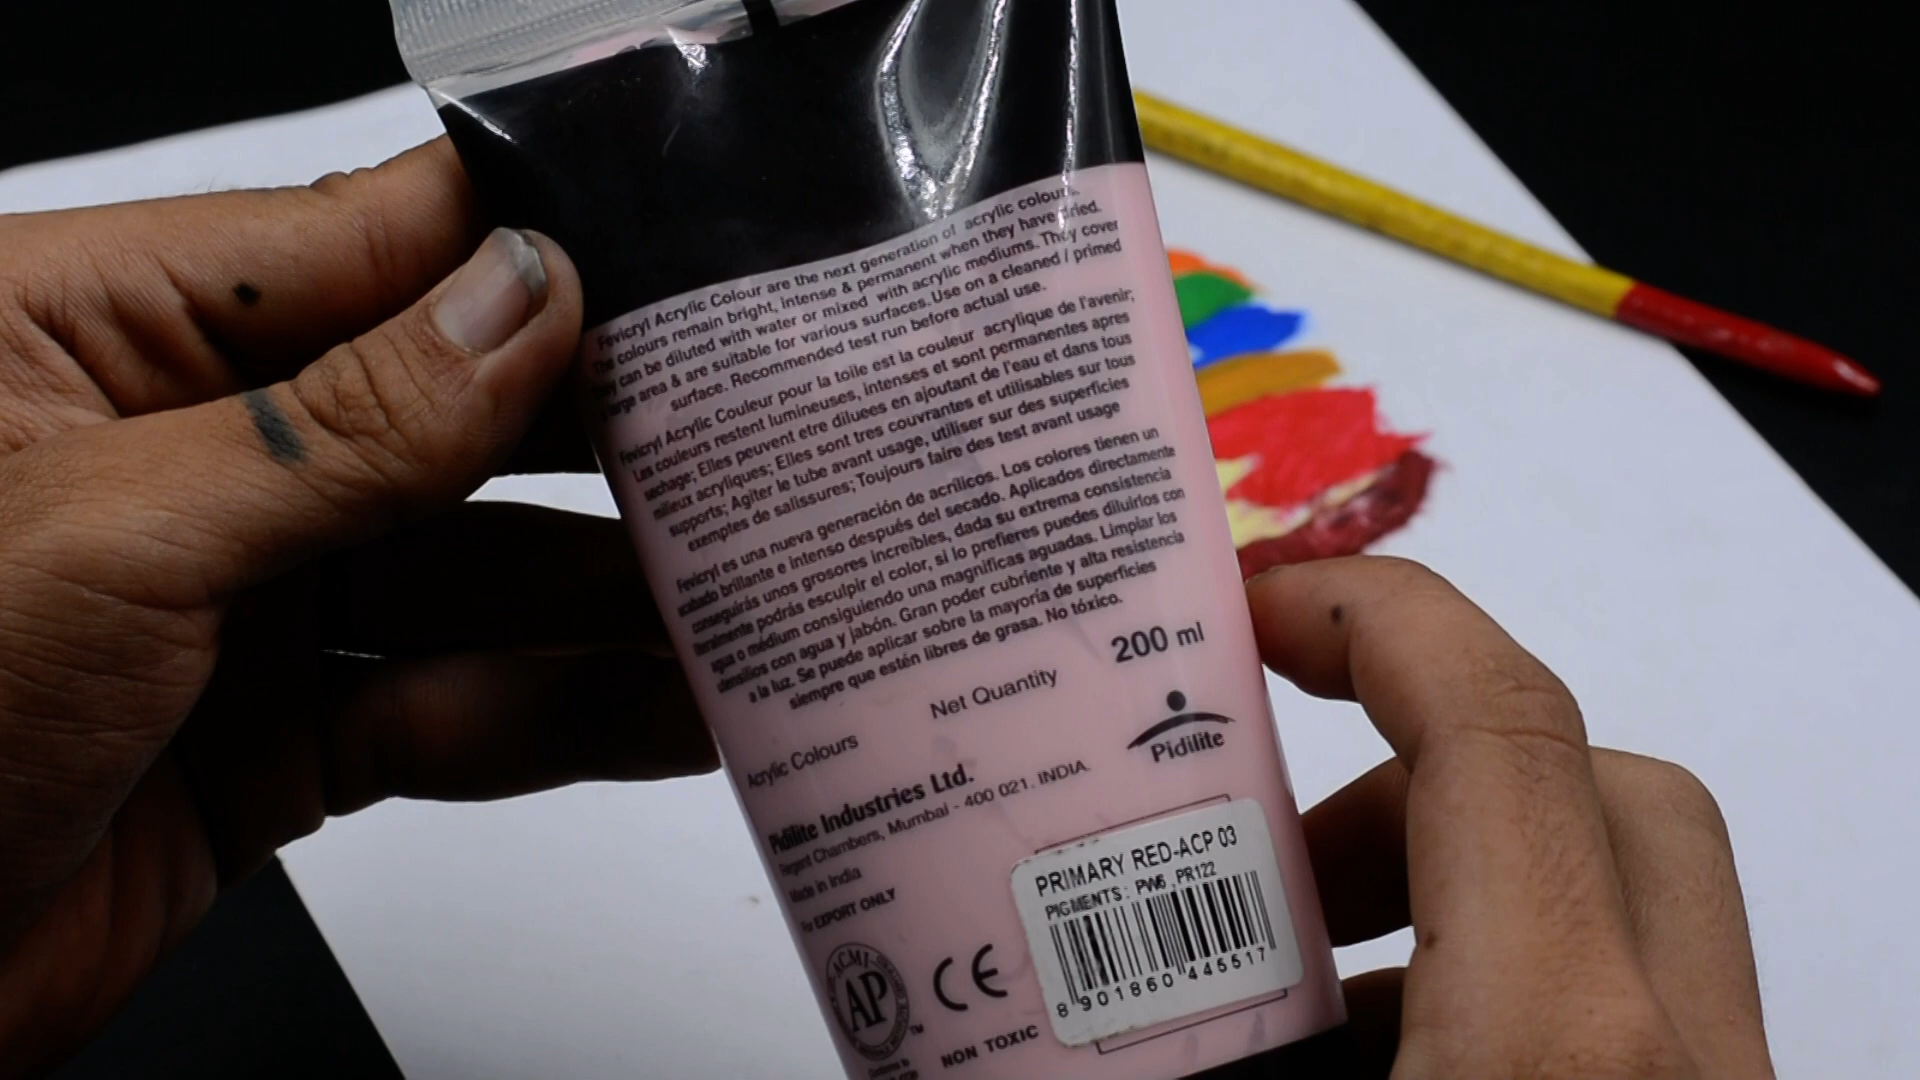 Fevicryl Acrylic Colour are the next generation of acrylic colours.
The colours remain bright, intense & permanent when they have dried.
They can be diluted with water or mixed with acrylic mediums. They cover
a large area & are suitable for various surfaces. Use on a cleaned / primed
surface. Recommended test run before actual use.
Fevicryl Acrylic Couleur pour la toile est la couleur acrylique de l'avenir;
Las couleurs restent lumineuses, intenses et sont permanentes apres
sechage; Elles peuvent etre diluees en ajoutant de l'eau et dans tous
milieux acryliques; Elles sont tres couvrantes et utilisables sur tous
supports; Agiter le tube avant usage, utiliser sur des superficies
exemptes de salissures; Toujours faire des test avant usage
Fevicryl es una nueva generación de acrílicos. Los colores tienen un
acabado brillante e intenso después del secado. Aplicados directamente
conseguirás unos grosores increíbles, dada su extrema consistencia
literalmente podrás esculpir el color, si lo prefieres puedes diluirlos con
agua o médium consiguiendo una magníficas aguadas. Limpiar los
utensilios con agua y jabón. Gran poder cubriente y alta resistencia
a la luz. Se puede aplicar sobre la mayoría de superficies
siempre que estén libres de grasa. No tóxico.
Acrylic Colours Net Quantity 200 ml
Pidilite
Pidilite Industries Ltd.
Regent Chambers, Mumbai - 400 021. INDIA.
Made in India
For EXPORT ONLY
ACMI
AP
TM
CE
NON TOXIC
PRIMARY RED-ACP 03
PIGMENTS: PW6, PR122
8 901860 445517